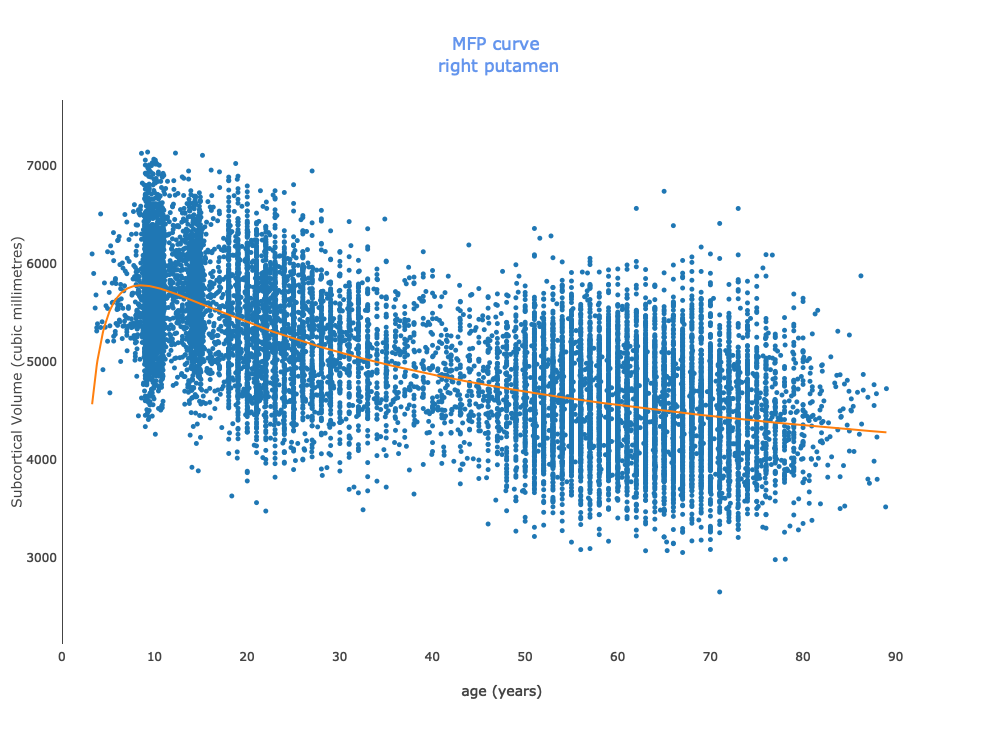 MFP curve
right putamen
Subcortical Volume (cubic millimetres)
7000
6000
5000
4000
3000
0 10 20 30 40 50 60 70 80 90
age (years)